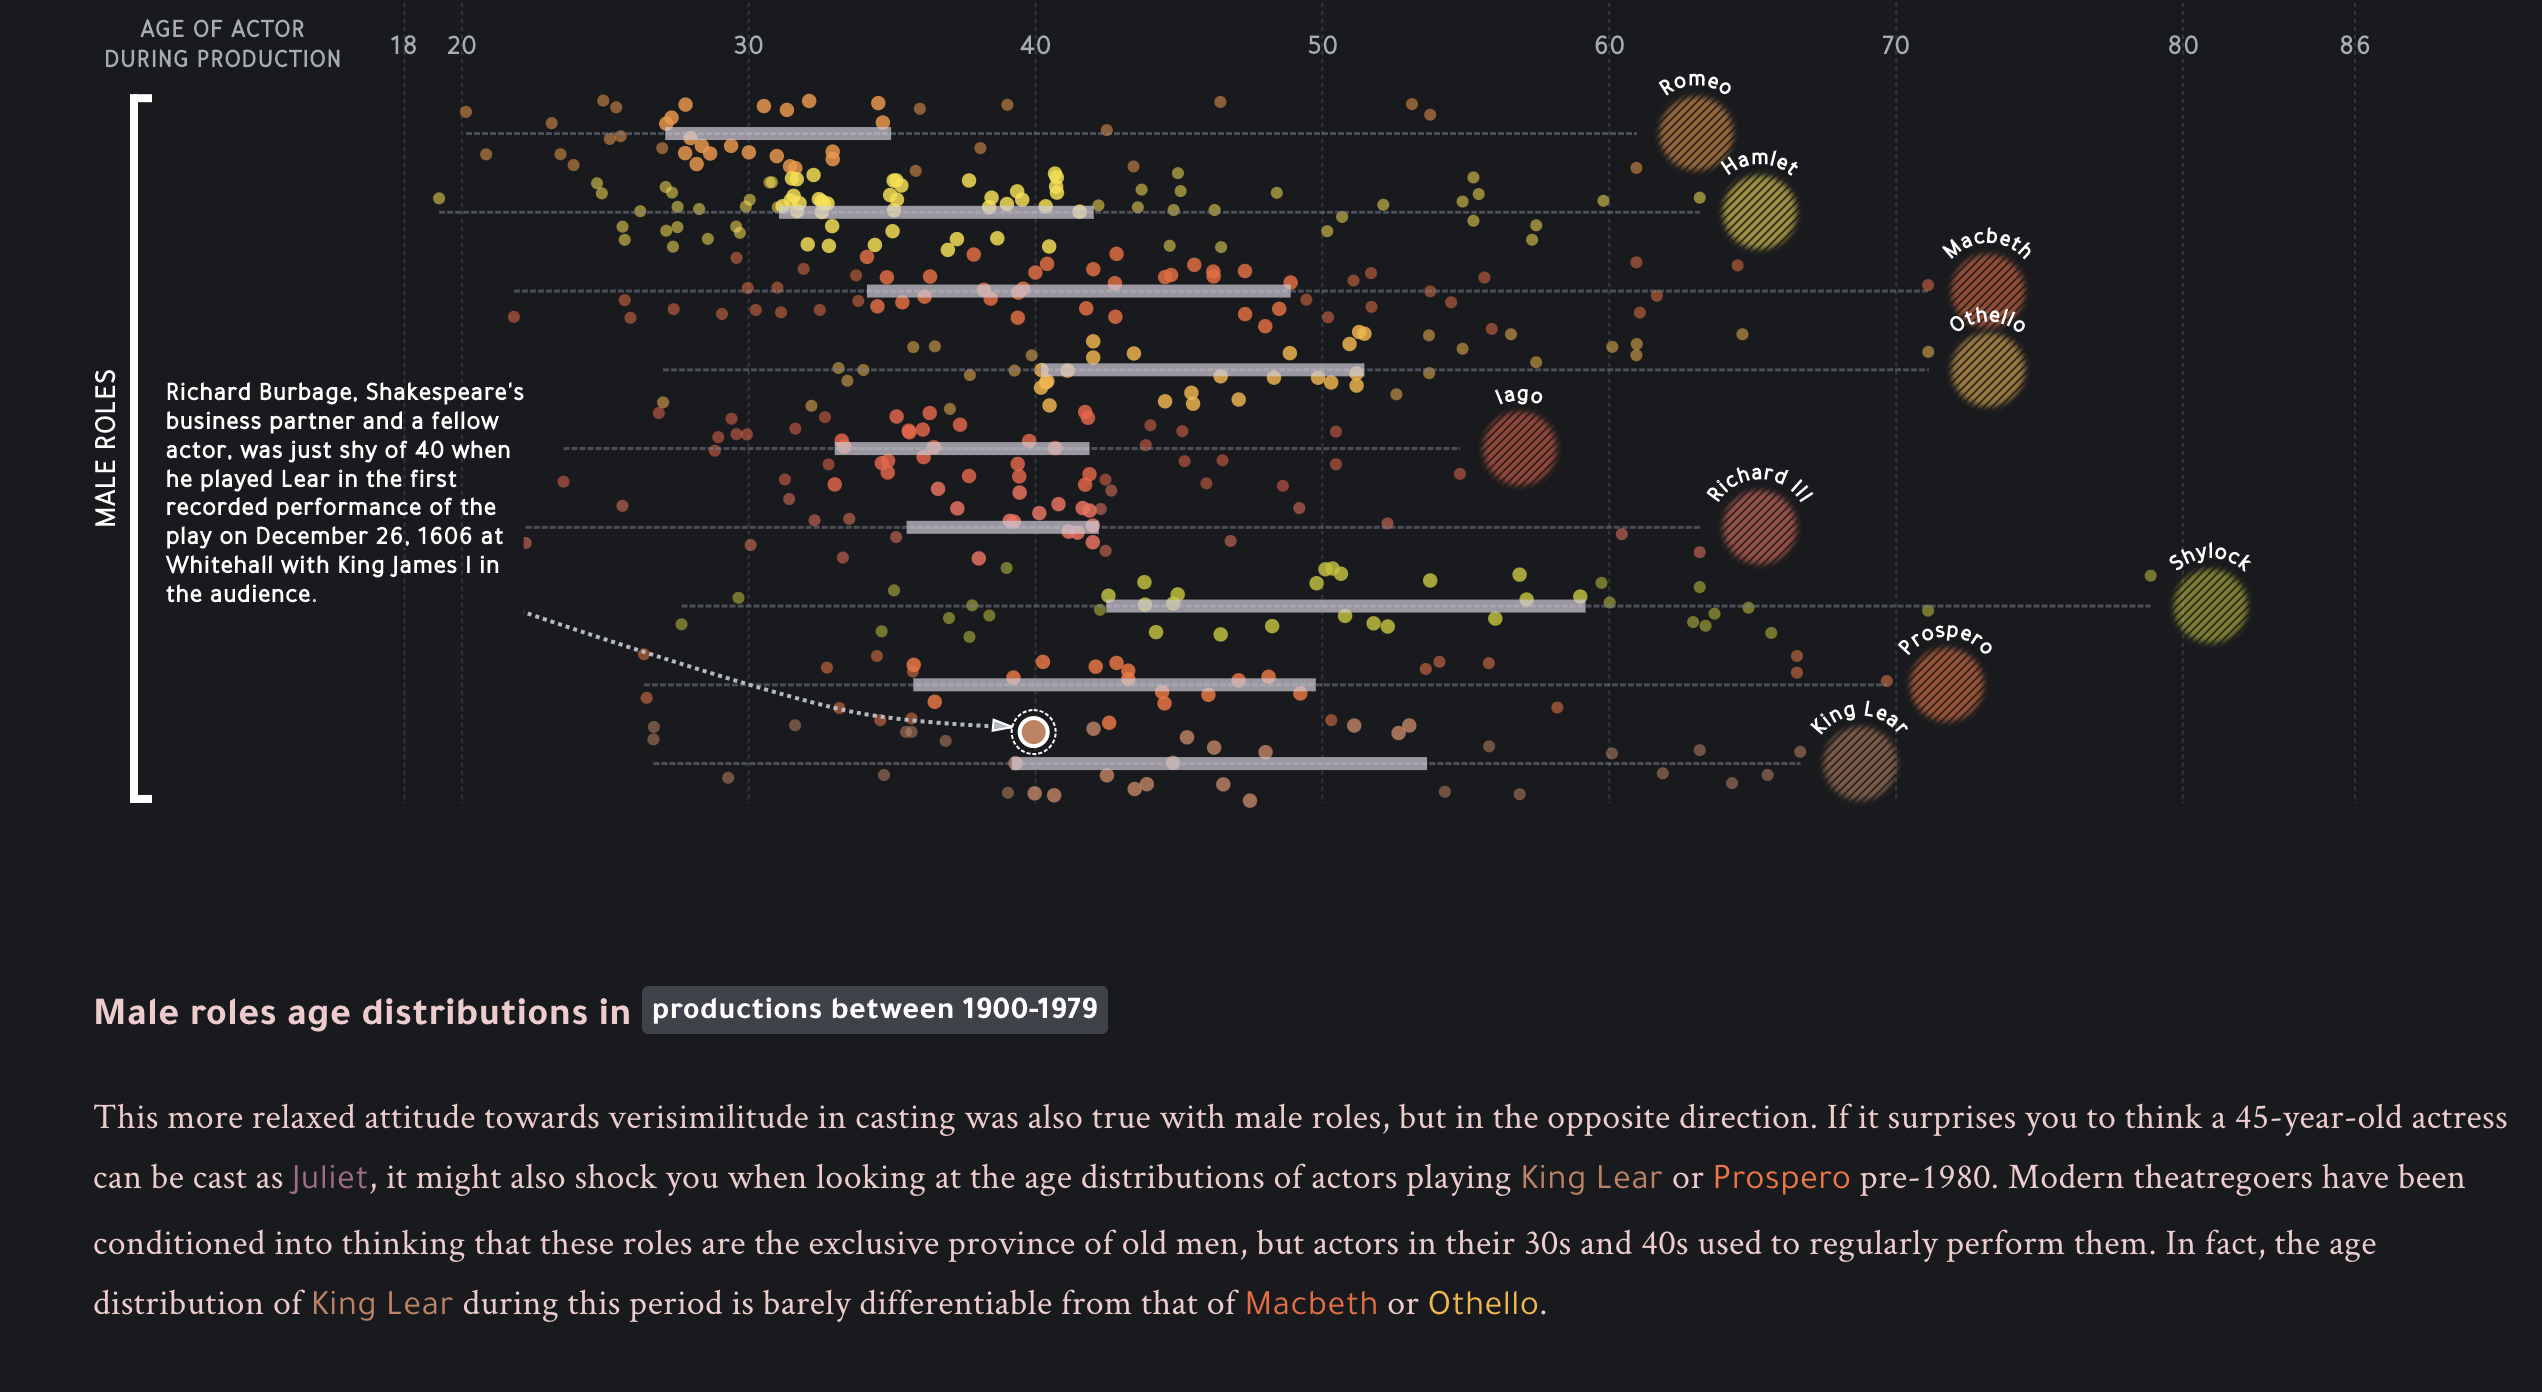 AGE OF ACTOR
DURING PRODUCTION
18 20 30 40 50 60 70 80 86
Romeo
Hamlet
Macbeth
Othello
Iago
Richard III
Shylock
Prospero
King Lear
MALE ROLES
Richard Burbage, Shakespeare's
business partner and a fellow
actor, was just shy of 40 when
he played Lear in the first
recorded performance of the
play on December 26, 1606 at
Whitehall with King James I in
the audience.
Male roles age distributions in productions between 1900-1979
This more relaxed attitude towards verisimilitude in casting was also true with male roles, but in the opposite direction. If it surprises you to think a 45-year-old actress
can be cast as Juliet, it might also shock you when looking at the age distributions of actors playing King Lear or Prospero pre-1980. Modern theatregoers have been
conditioned into thinking that these roles are the exclusive province of old men, but actors in their 30s and 40s used to regularly perform them. In fact, the age
distribution of King Lear during this period is barely differentiable from that of Macbeth or Othello.